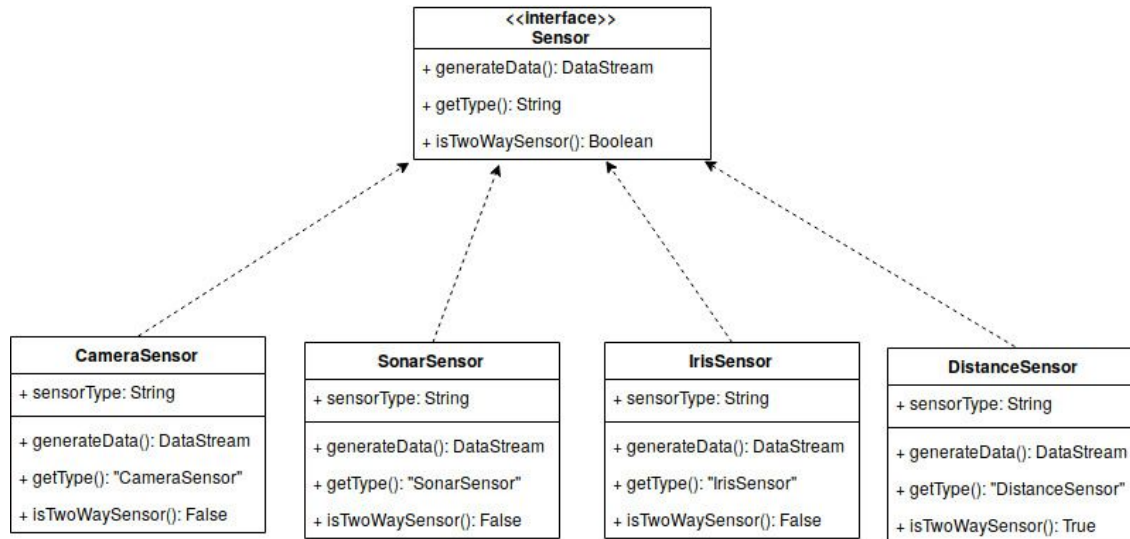 <<interface>>
Sensor
+ generateData(): DataStream
+ getType(): String
+ isTwoWaySensor(): Boolean
CameraSensor
+ sensorType: String
+ generateData(): DataStream
+ getType(): "CameraSensor"
+ isTwoWaySensor(): False
SonarSensor
+ sensorType: String
+ generateData(): DataStream
+ getType(): "SonarSensor"
+ isTwoWaySensor(): False
IrisSensor
+ sensorType: String
+ generateData(): DataStream
+ getType(): "IrisSensor"
+ isTwoWaySensor(): False
DistanceSensor
+ sensorType: String
+ generateData(): DataStream
+ getType(): "DistanceSensor"
+ isTwoWaySensor(): True